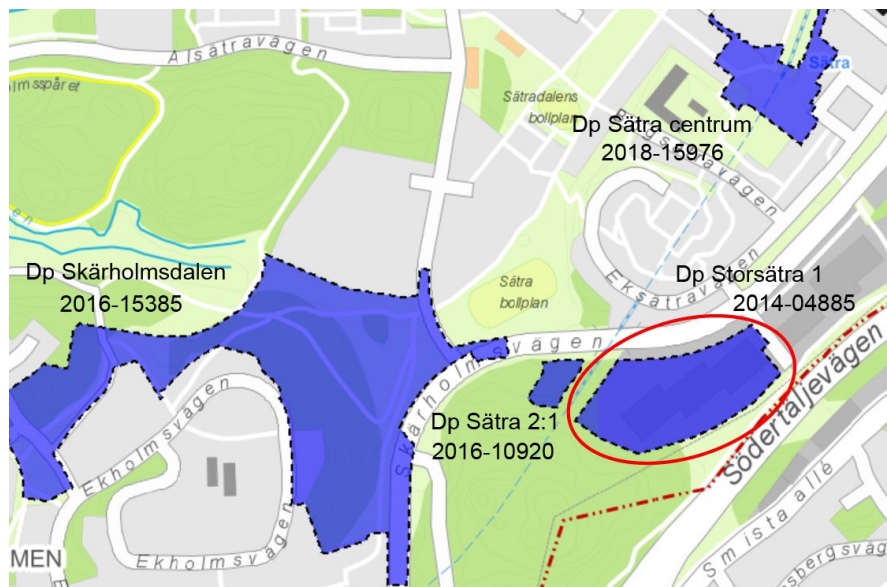 Alsätravägen
olmsspåret
Sätra
Sätradalens
bollplan
Dp Sätra centrum
2018-15976
Dp Skärholmsdalen
2016-15385
Sätra
bollplan
Eksätravägen
Dp Storsätra 1
2014-04885
Skärholmsvägen
Dp Sätra 2:1
2016-10920
Södertäljevägen
Ekholmsvägen
Ekholmsvägen
Smista allé
MEN